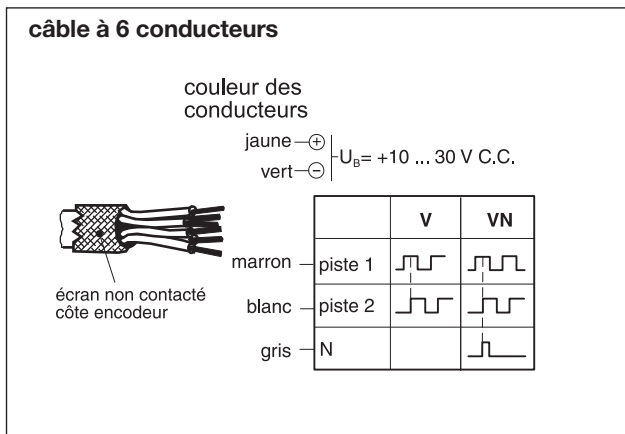 câble à 6 conducteurs
couleur des
conducteurs
jaune
vert
U_B= +10 ... 30 V C.C.
V VN
marron piste 1
blanc piste 2
gris N
écran non contacté
côte encodeur